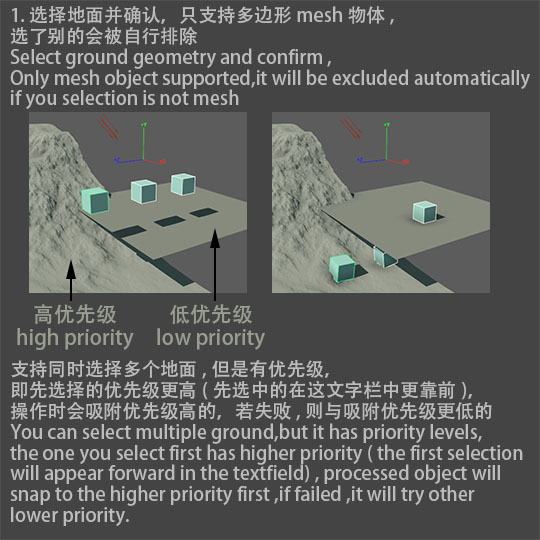 1. 选择地面并确认，只支持多边形 mesh 物体 ,
选了别的会被自行排除
Select ground geometry and confirm ,
Only mesh object supported,it will be excluded automatically
if you selection is not mesh
高优先级
high priority
低优先级
low priority
支持同时选择多个地面 , 但是有优先级,
即先选择的优先级更高 ( 先选中的在这文字栏中更靠前 ),
操作时会吸附优先级高的，若失败 , 则与吸附优先级更低的
You can select multiple ground,but it has priority levels,
the one you select first has higher priority ( the first selection
will appear forward in the textfield) , processed object will
snap to the higher priority first ,if failed ,it will try other
lower priority.